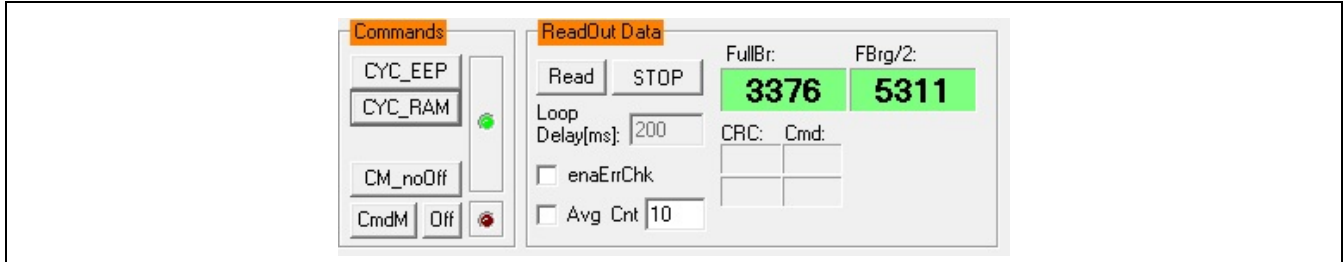 Commands
CYC_EEP
CYC_RAM
CM_noOff
CmdM Off
ReadOut Data
Read STOP
Loop
Delay[ms]: 200
enaErrChk
Avg Cnt 10
FullBr: FBrg/2:
3376 5311
CRC: Cmd: